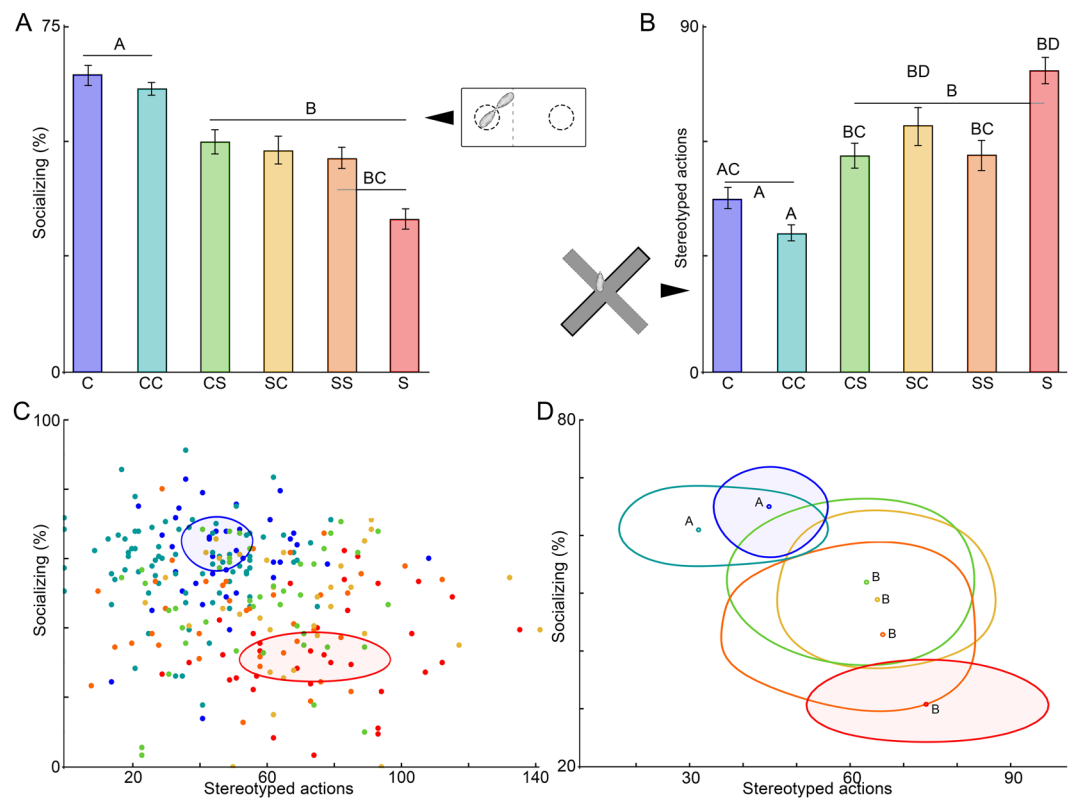 A
75
Socializing (%)
0
A
B
BC
C
CC
CS
SC
SS
S
B
90
Stereotyped actions
0
AC
A
A
BC
BD
B
BC
BD
C
CC
CS
SC
SS
S
C
100
Socializing (%)
0
20
60
100
140
Stereotyped actions
D
80
Socializing (%)
20
A
A
B
B
B
B
30
60
90
Stereotyped actions